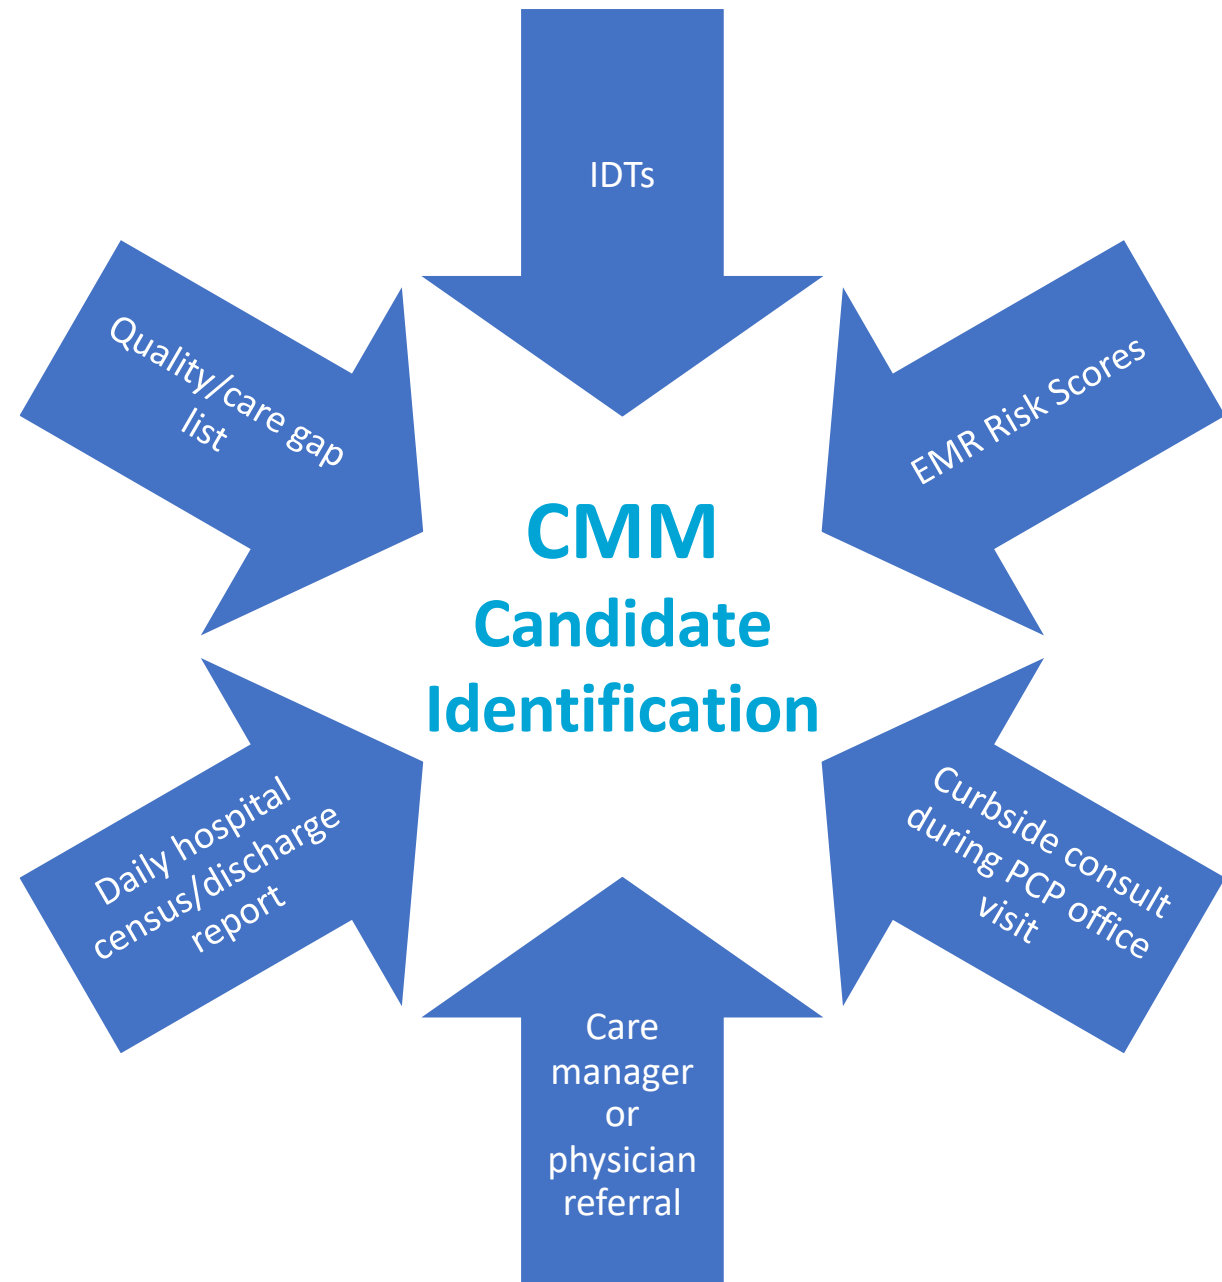 IDTs
EMR Risk Scores
Curbside consult
during PCP office
visit
Care
manager
or
physician
referral
Daily hospital
census/discharge
report
Quality/care gap
list
CMM
Candidate
Identification